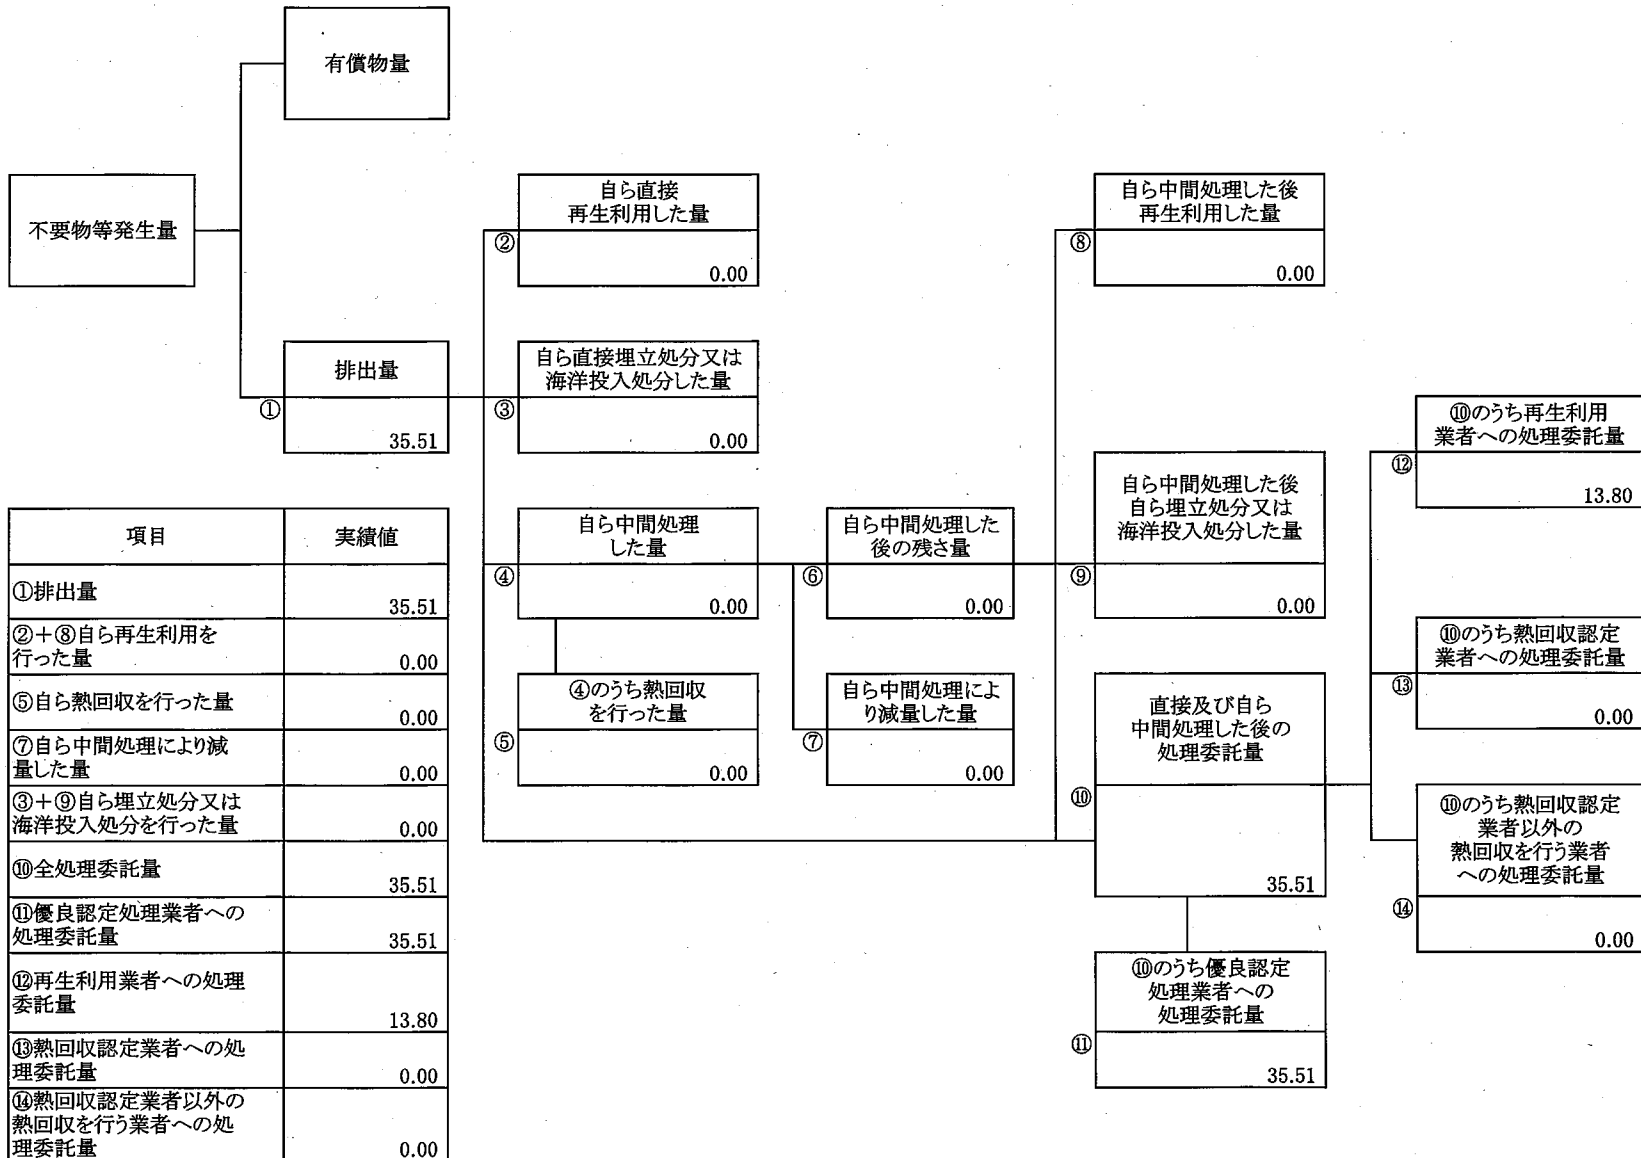 有償物量
不要物等発生量
排出量
①
35.51
自ら直接
再生利用した量
②
0.00
自ら直接埋立処分又は
海洋投入処分した量
③
0.00
自ら中間処理
した量
④
0.00
④のうち熱回収
を行った量
⑤
0.00
自ら中間処理した
後の残さ量
⑥
0.00
自ら中間処理によ
り減量した量
⑦
0.00
自ら中間処理した後
再生利用した量
⑧
0.00
自ら中間処理した後
自ら埋立処分又は
海洋投入処分した量
⑨
0.00
直接及び自ら
中間処理した後の
処理委託量
⑩
35.51
⑩のうち優良認定
処理業者への
処理委託量
⑪
35.51
⑩のうち再生利用
業者への処理委託量
⑫
13.80
⑩のうち熱回収認定
業者への処理委託量
⑬
0.00
⑩のうち熱回収認定
業者以外の
熱回収を行う業者
への処理委託量
⑭
0.00
項目 実績値
①排出量
35.51
②+⑧自ら再生利用を
行った量 0.00
⑤自ら熱回収を行った量
0.00
⑦自ら中間処理により減
量した量 0.00
③+⑨自ら埋立処分又は
海洋投入処分を行った量 0.00
⑩全処理委託量
35.51
⑪優良認定処理業者への
処理委託量 35.51
⑫再生利用業者への処理
委託量
13.80
⑬熱回収認定業者への処
理委託量 0.00
⑭熱回収認定業者以外の
熱回収を行う業者への処
理委託量 0.00